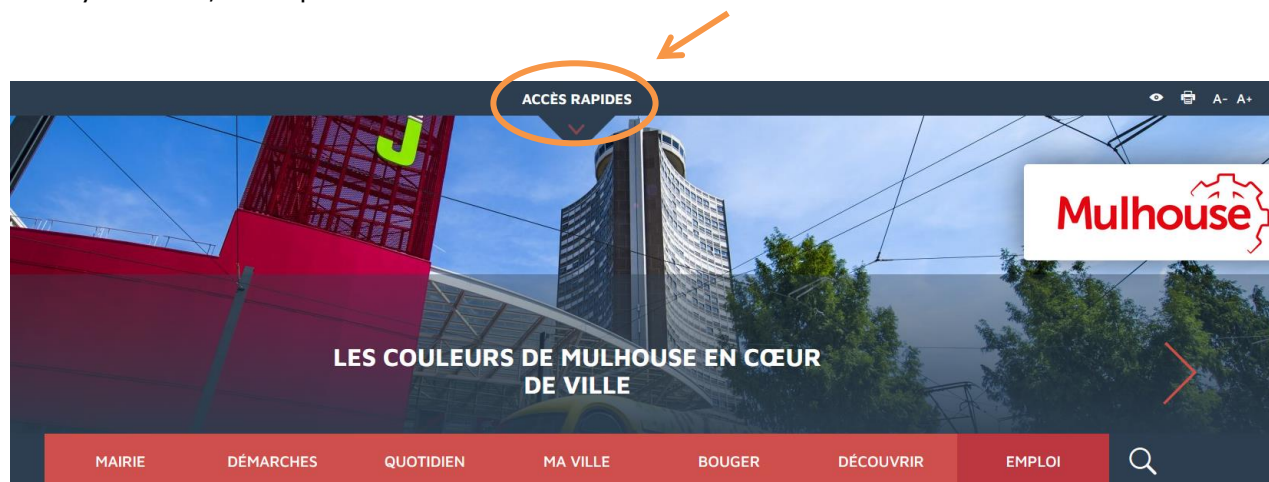 ACCÈS RAPIDES
A- A+
J
Mulhouse
LES COULEURS DE MULHOUSE EN CŒUR
DE VILLE
MAIRIE DÉMARCHES QUOTIDIEN MA VILLE BOUGER DÉCOUVRIR EMPLOI